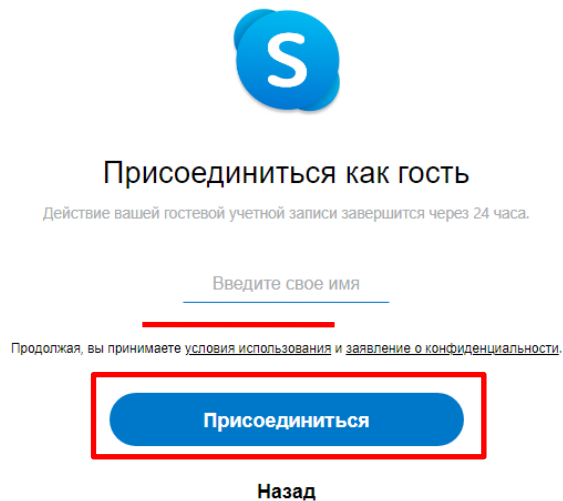 S
Присоединиться как гость
Действие вашей гостевой учетной записи завершится через 24 часа.
Введите свое имя
Продолжая, вы принимаете условия использования и заявление о конфиденциальности.
Присоединиться
Назад